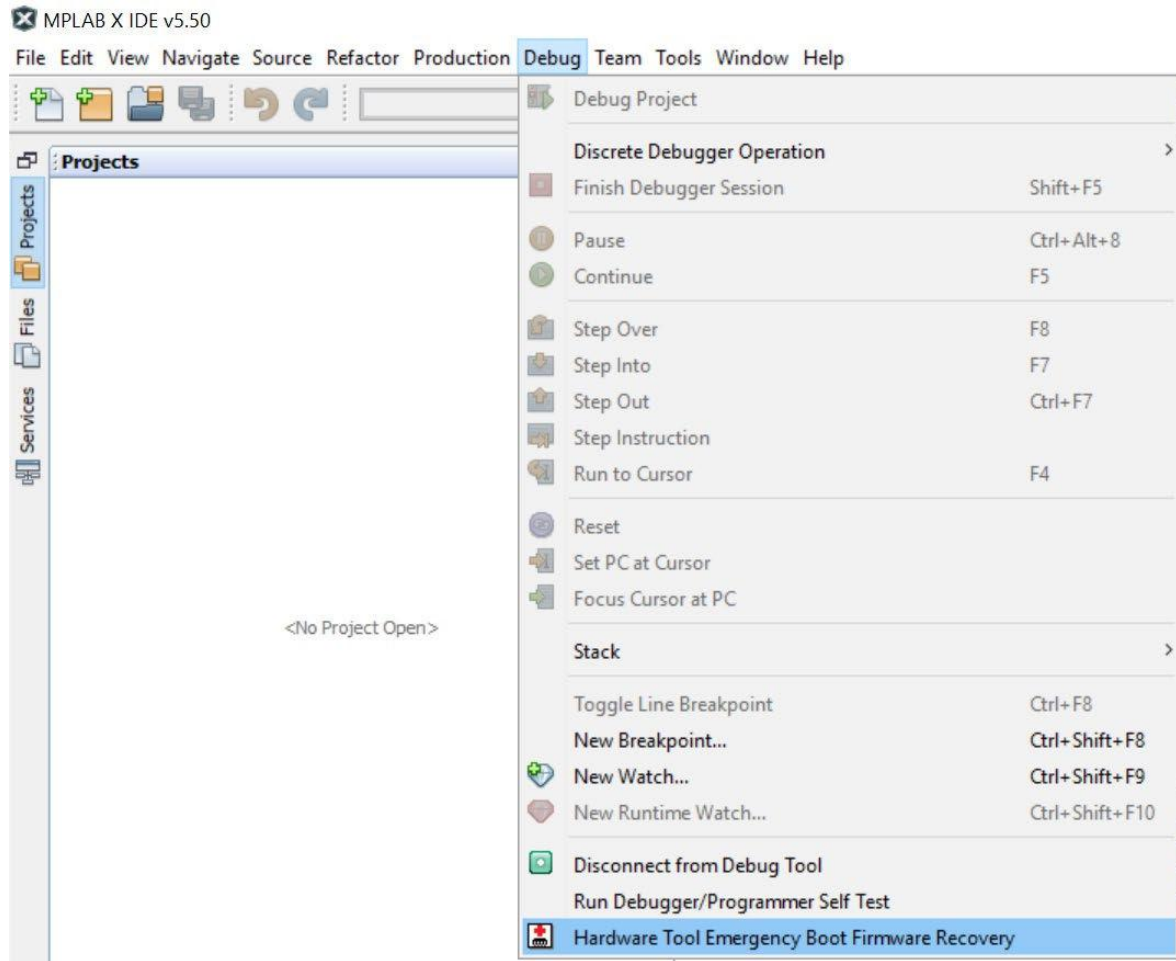 MPLAB X IDE v5.50
File Edit View Navigate Source Refactor Production Debug Team Tools Window Help
Projects
Projects
Files
Services
<No Project Open>
Debug Project
Discrete Debugger Operation
Finish Debugger Session Shift+F5
Pause Ctrl+Alt+8
Continue F5
Step Over F8
Step Into F7
Step Out Ctrl+F7
Step Instruction
Run to Cursor F4
Reset
Set PC at Cursor
Focus Cursor at PC
Stack
Toggle Line Breakpoint Ctrl+F8
New Breakpoint... Ctrl+Shift+F8
New Watch... Ctrl+Shift+F9
New Runtime Watch... Ctrl+Shift+F10
Disconnect from Debug Tool
Run Debugger/Programmer Self Test
Hardware Tool Emergency Boot Firmware Recovery